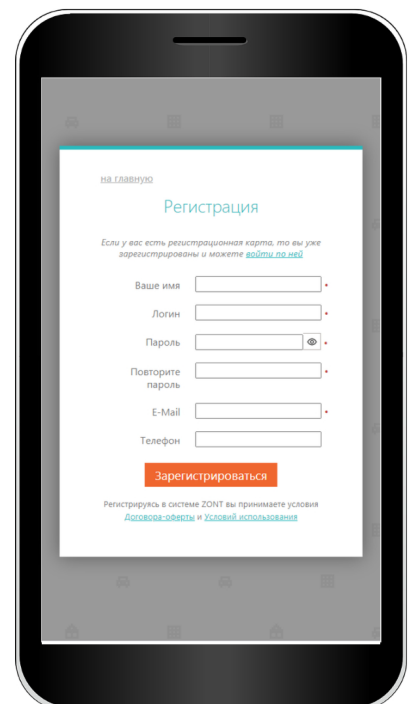 на главную
Регистрация
Если у вас есть регистрационная карта, то вы уже
зарегистрированы и можете войти по ней
Ваше имя
Логин
Пароль
Повторите
пароль
E-Mail
Телефон
Зарегистрироваться
Регистрируясь в системе ZONT вы принимаете условия
Договора-оферты и Условий использования